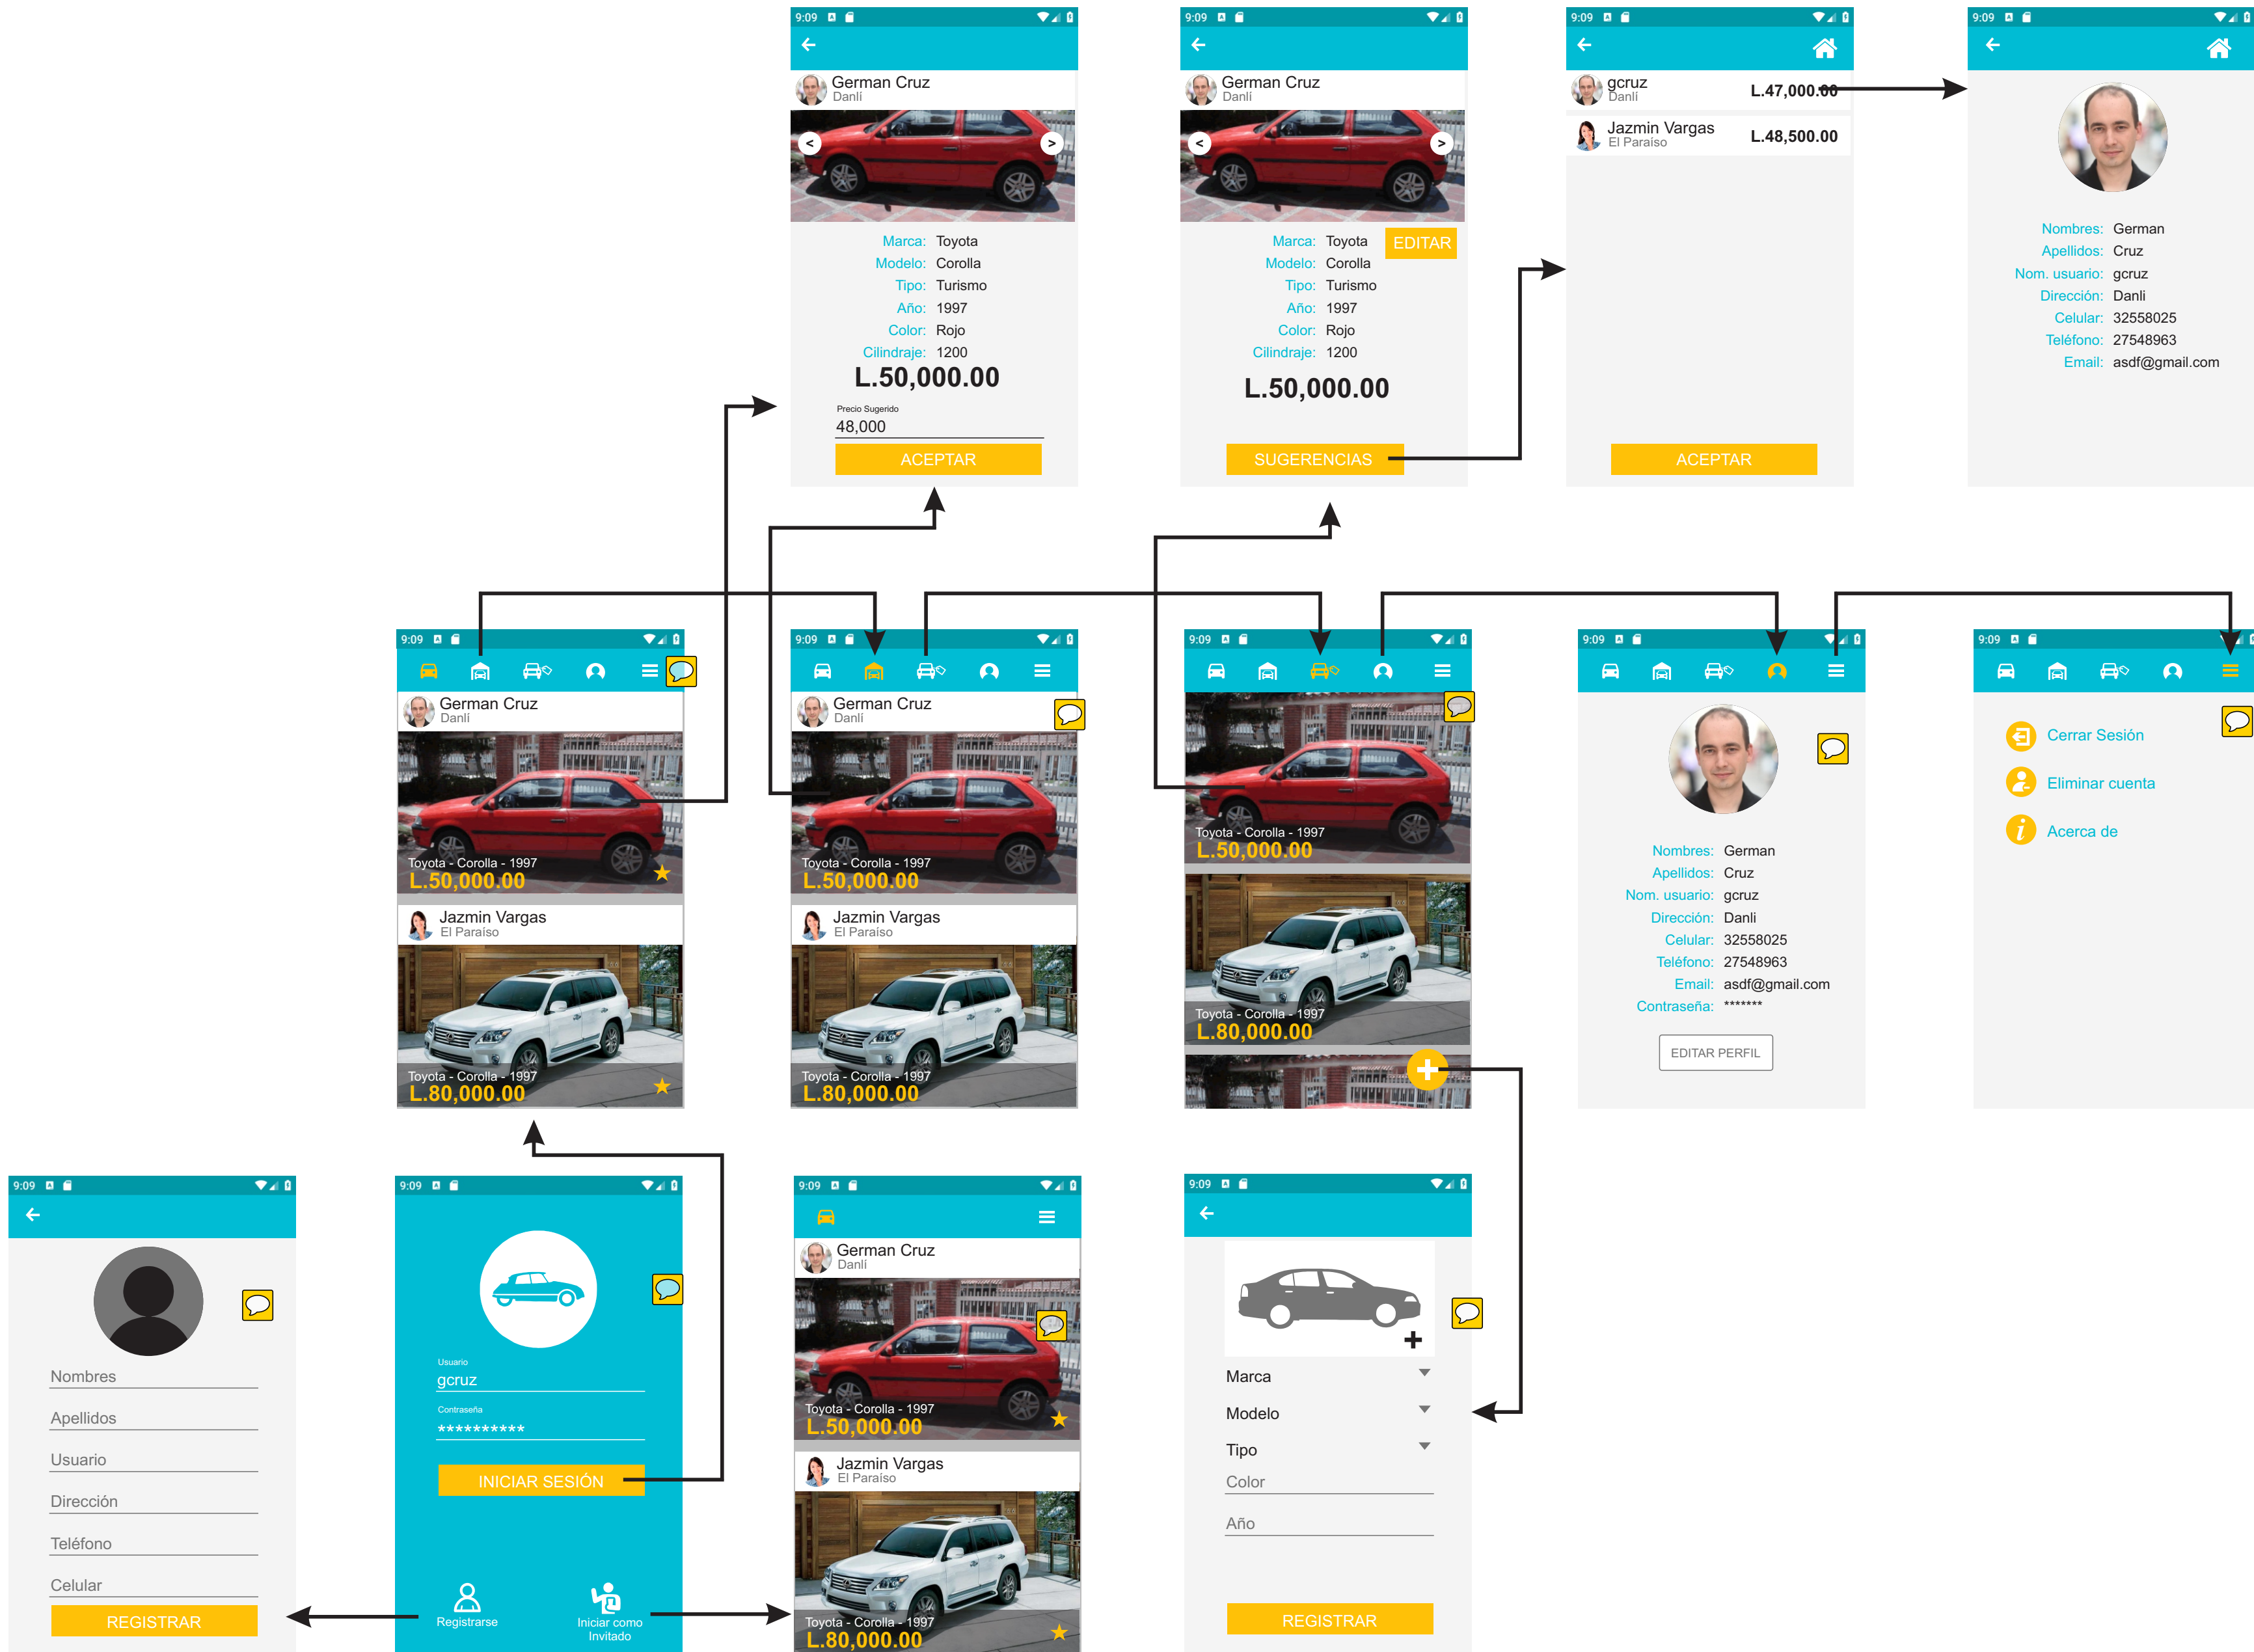 9:09
German Cruz
Danlí
<
>
Marca: Toyota
Modelo: Corolla
Tipo: Turismo
Año: 1997
Color: Rojo
Cilindraje: 1200
L.50,000.00
Precio Sugerido
48,000
ACEPTAR
9:09
German Cruz
Danlí
<
>
Marca: Toyota
EDITAR
Modelo: Corolla
Tipo: Turismo
Año: 1997
Color: Rojo
Cilindraje: 1200
L.50,000.00
SUGERENCIAS
9:09
gcruz
Danlí
L.47,000.00
Jazmin Vargas
El Paraíso
L.48,500.00
ACEPTAR
9:09
Nombres: German
Apellidos: Cruz
Nom. usuario: gcruz
Dirección: Danli
Celular: 32558025
Teléfono: 27548963
Email: asdf@gmail.com
9:09
German Cruz
Danlí
Toyota - Corolla - 1997
L.50,000.00
Jazmin Vargas
El Paraíso
Toyota - Corolla - 1997
L.80,000.00
9:09
German Cruz
Danlí
Toyota - Corolla - 1997
L.50,000.00
Jazmin Vargas
El Paraíso
Toyota - Corolla - 1997
L.80,000.00
9:09
Toyota - Corolla - 1997
L.50,000.00
Toyota - Corolla - 1997
L.80,000.00
9:09
Nombres: German
Apellidos: Cruz
Nom. usuario: gcruz
Dirección: Danli
Celular: 32558025
Teléfono: 27548963
Email: asdf@gmail.com
Contraseña: *******
EDITAR PERFIL
9:09
Cerrar Sesión
Eliminar cuenta
Acerca de
9:09
Nombres
Apellidos
Usuario
Dirección
Teléfono
Celular
REGISTRAR
9:09
Usuario
gcruz
Contraseña
**********
INICIAR SESIÓN
Registrarse
Iniciar como
Invitado
9:09
German Cruz
Danlí
Toyota - Corolla - 1997
L.50,000.00
Jazmin Vargas
El Paraíso
Toyota - Corolla - 1997
L.80,000.00
9:09
Marca
Modelo
Tipo
Color
Año
REGISTRAR